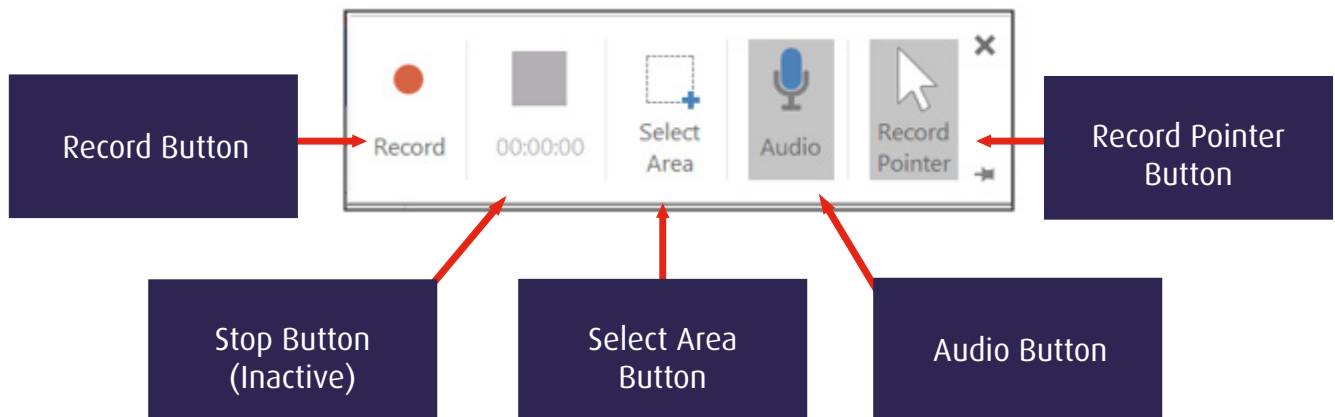 Record Button
Record
00:00:00
Select
Area
Audio
Record
Pointer
Record Pointer
Button
Stop Button
(Inactive)
Select Area
Button
Audio Button